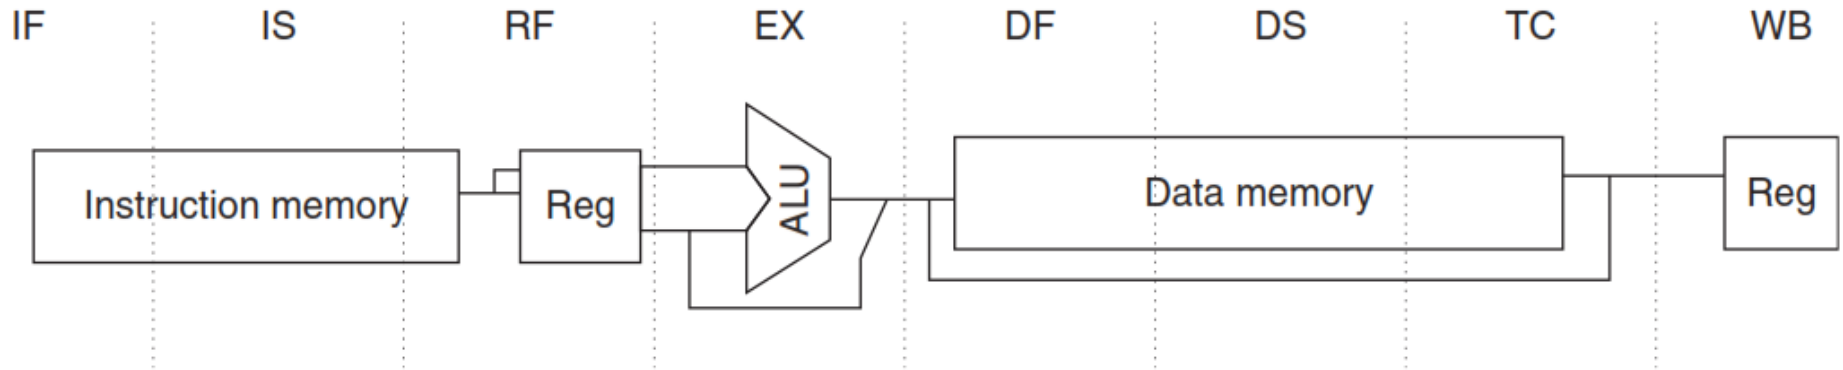 IF IS RF EX DF DS TC WB
Instruction memory Reg ALU Data memory Reg